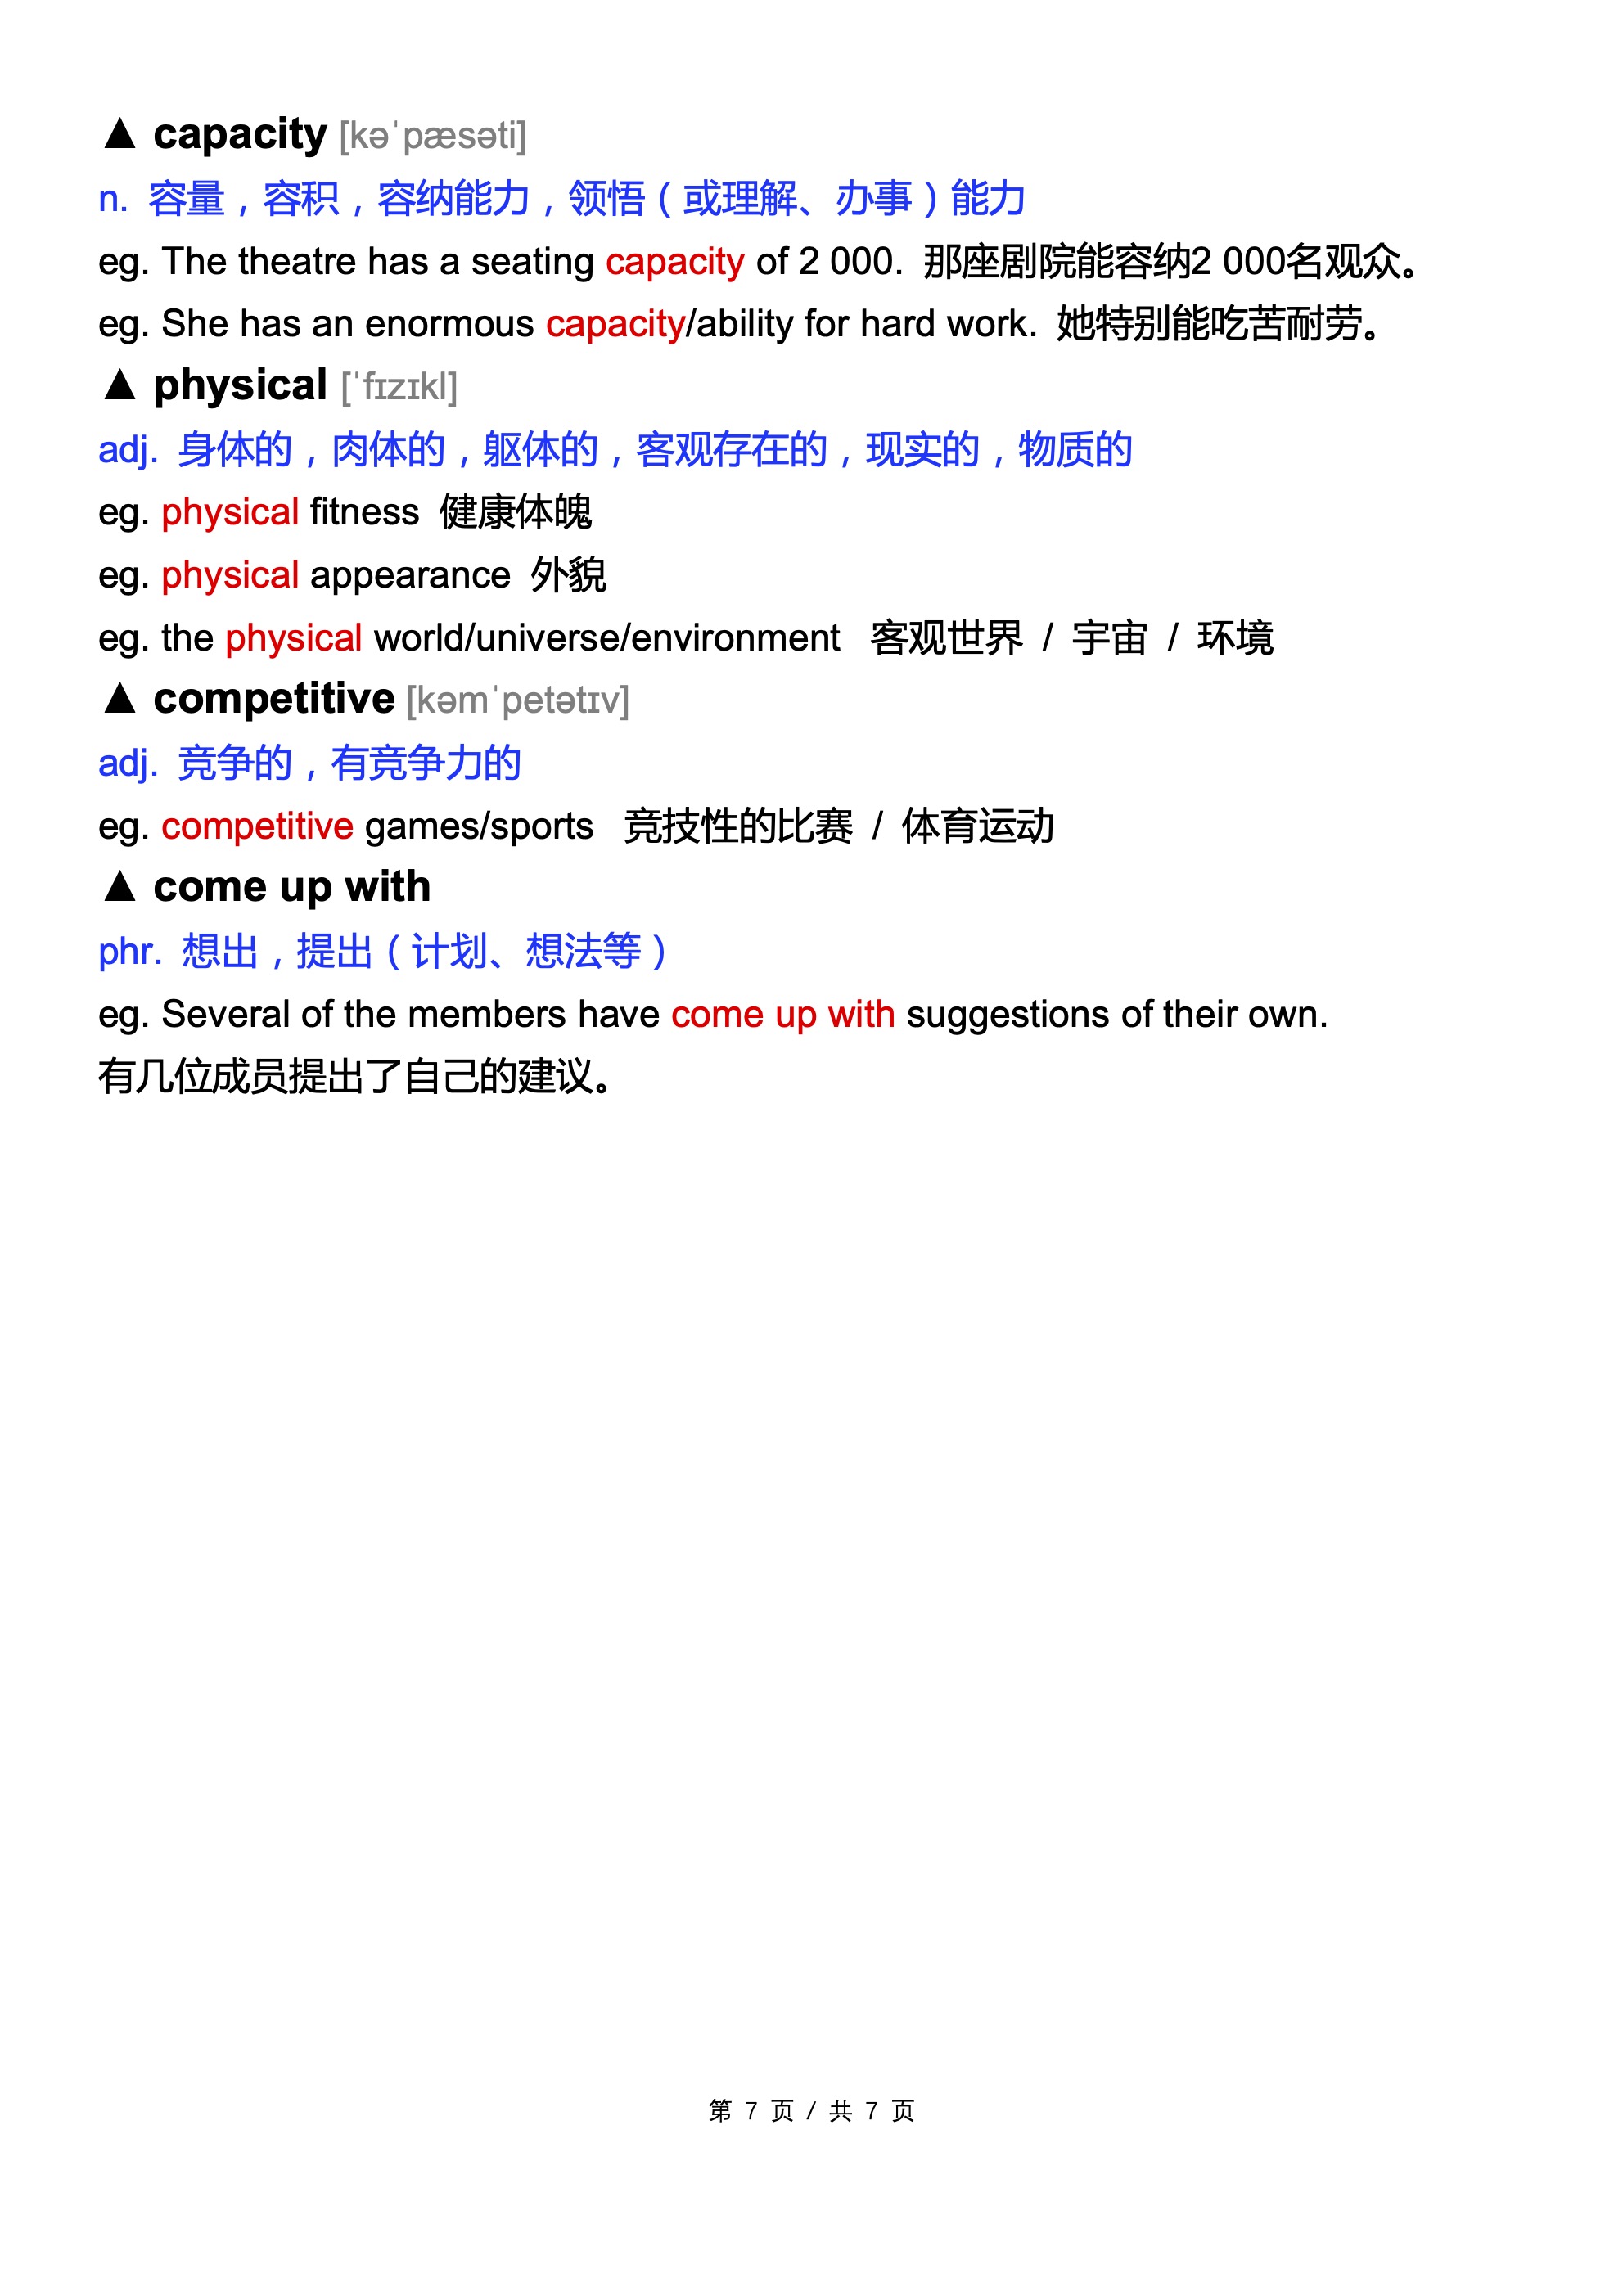 ▲ capacity [kəˈpæsəti]
n. 容量，容积，容纳能力，领悟（或理解、办事）能力
eg. The theatre has a seating capacity of 2 000. 那座剧院能容纳2 000名观众。
eg. She has an enormous capacity/ability for hard work. 她特别能吃苦耐劳。
▲ physical [ˈfɪzɪkl]
adj. 身体的，肉体的，躯体的，客观存在的，现实的，物质的
eg. physical fitness 健康体魄
eg. physical appearance 外貌
eg. the physical world/universe/environment 客观世界 / 宇宙 / 环境
▲ competitive [kəmˈpetətɪv]
adj. 竞争的，有竞争力的
eg. competitive games/sports 竞技性的比赛 / 体育运动
▲ come up with
phr. 想出，提出（计划、想法等）
eg. Several of the members have come up with suggestions of their own.
有几位成员提出了自己的建议。
第 7 页 / 共 7 页